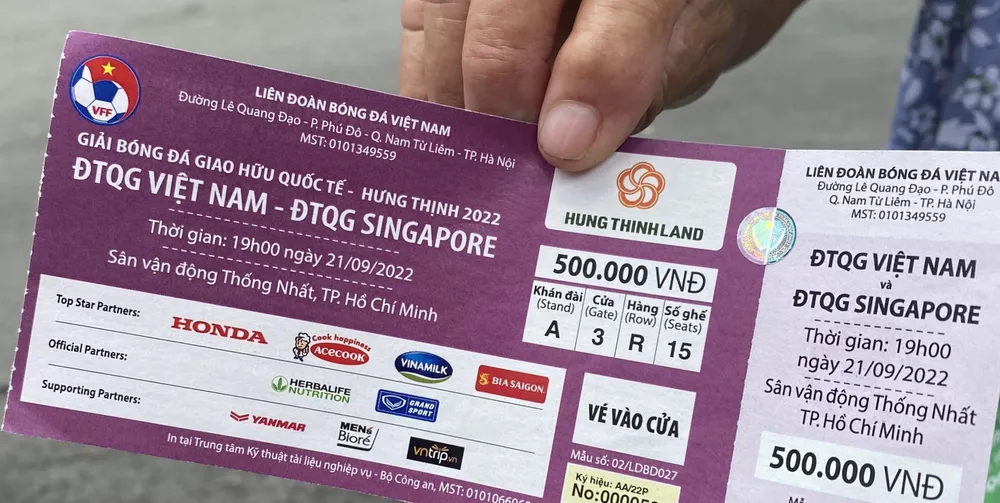 VFF
LIÊN ĐOÀN BÓNG ĐÁ VIỆT NAM
Đường Lê Quang Đạo - P. Phú Đô - Q. Nam Từ Liêm - TP. Hà Nội
MST: 0101349559
GIẢI BÓNG ĐÁ GIAO HỮU QUỐC TẾ - HƯNG THỊNH 2022
ĐTQG VIỆT NAM - ĐTQG SINGAPORE
Thời gian: 19h00 ngày 21/09/2022
Sân vận động Thống Nhất, TP. Hồ Chí Minh
Top Star Partners:
HONDA
Cook happiness
ACECOOK
VINAMILK
BIA SAIGON
Official Partners:
HERBALIFE
NUTRITION
GRAND
SPORT
Supporting Partners:
YANMAR
MEN's
Bioré
vntrip.vn
In tại Trung tâm Kỹ thuật tài liệu nghiệp vụ - Bộ Công an, MST: 010106606
HUNG THINH LAND
500.000 VNĐ
Khán đài Cửa Hàng Số ghế
(Stand) (Gate) (Row) (Seats)
A 3 R 15
VÉ VÀO CỬA
Mẫu số: 02/LDBD027
Ký hiệu: AA/22P
No:000005
LIÊN ĐOÀN BÓNG ĐÁ VIỆT NA
Đường Lê Quang Đạo - P. Phú Đô
Q. Nam Từ Liêm - TP. Hà Nội
MST: 0101349559
ĐTQG VIỆT NAM
và
ĐTQG SINGAPORE
Thời gian: 19h00
ngày 21/09/2022
Sân vận động Thống Nhất
TP. Hồ Chí Minh
500.000 VNĐ